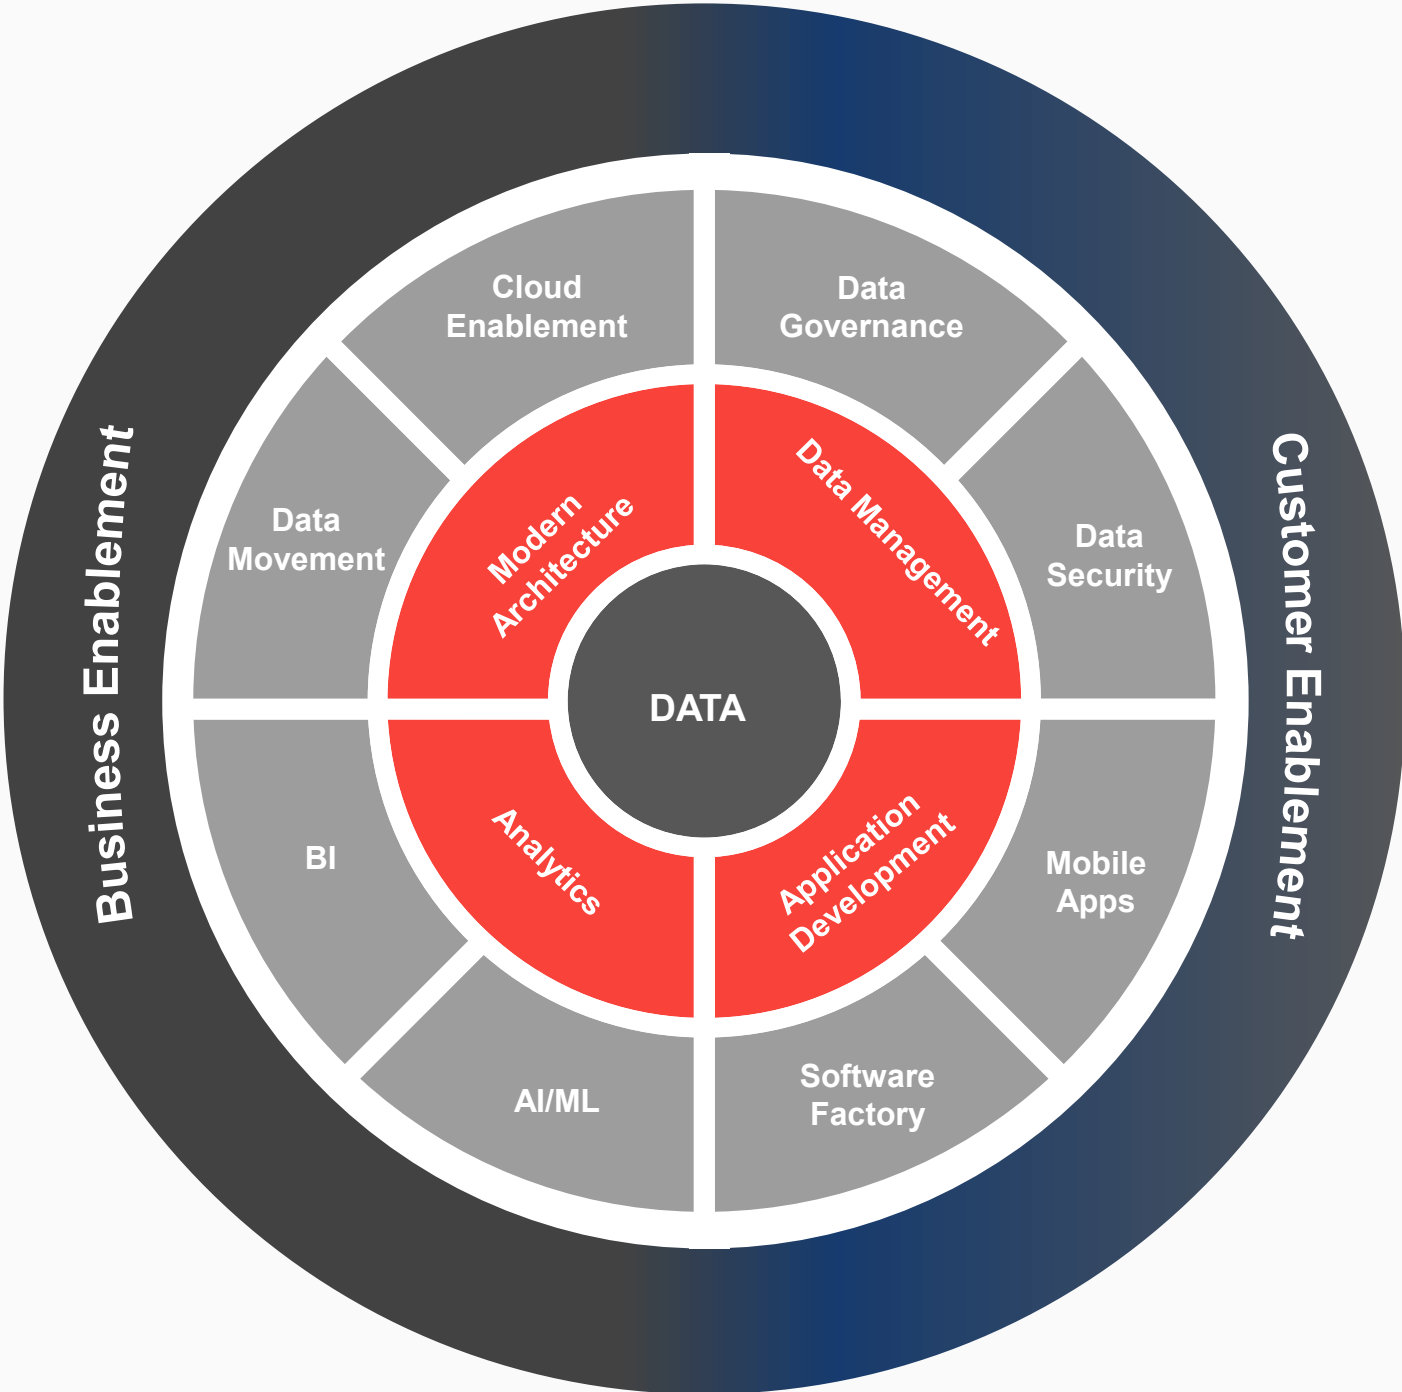 Cloud
Enablement
Data
Governance
Data
Movement
Modern
Architecture
Data Management
Data
Security
Business Enablement
DATA
Customer Enablement
BI
Analytics
Application
Development
Mobile
Apps
AI/ML
Software
Factory